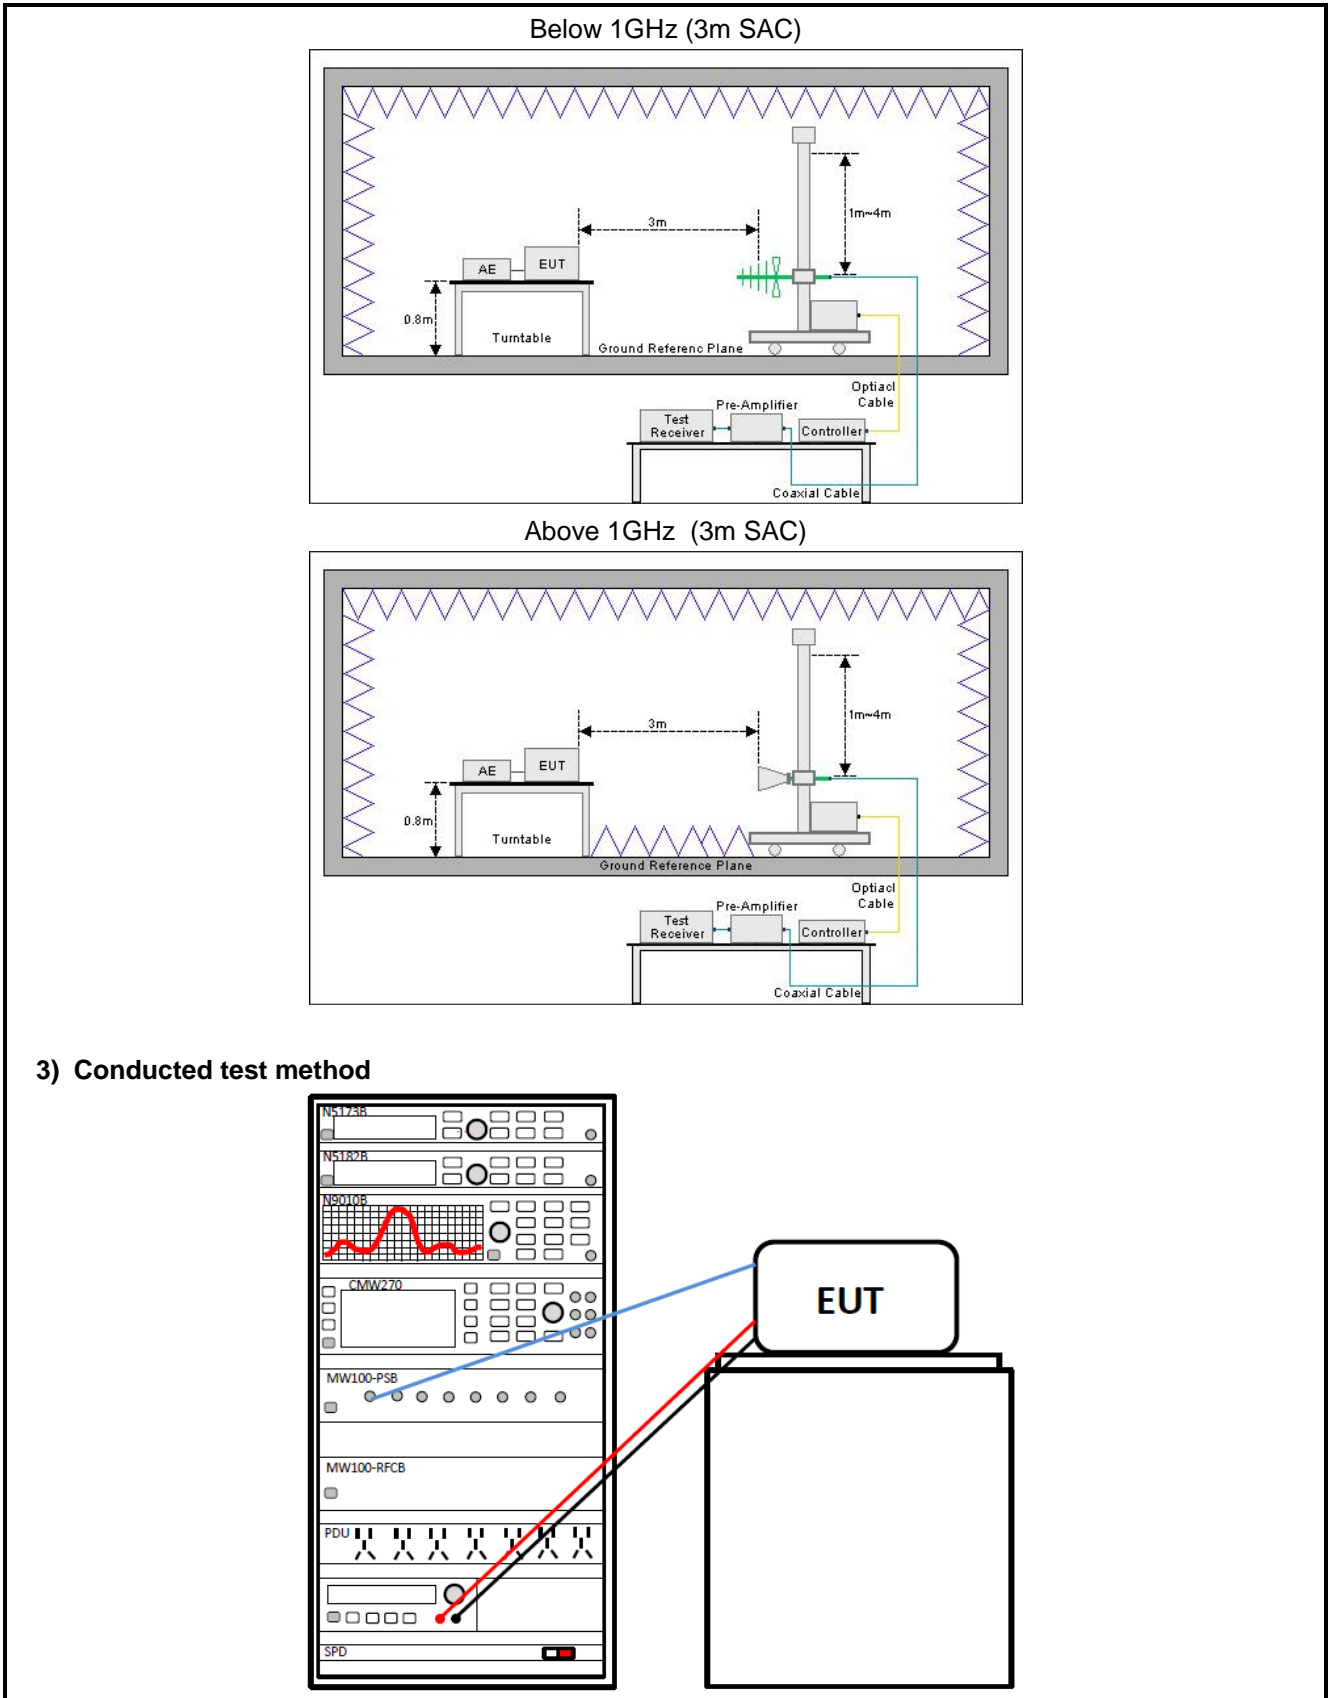 Below 1GHz (3m SAC)
3m
1m~4m
AE
EUT
0.8m
Turntable
Ground Referenc Plane
Optiacl
Cable
Pre-Amplifier
Test
Receiver
Controller
Coaxial Cable
Above 1GHz (3m SAC)
3m
1m~4m
AE
EUT
0.8m
Turntable
Ground Reference Plane
Optiacl
Cable
Pre-Amplifier
Test
Receiver
Controller
Coaxial Cable
3) Conducted test method
N5173B
N5182B
N9010B
CMW270
EUT
MW100-PSB
MW100-RFCB
PDU
SPD